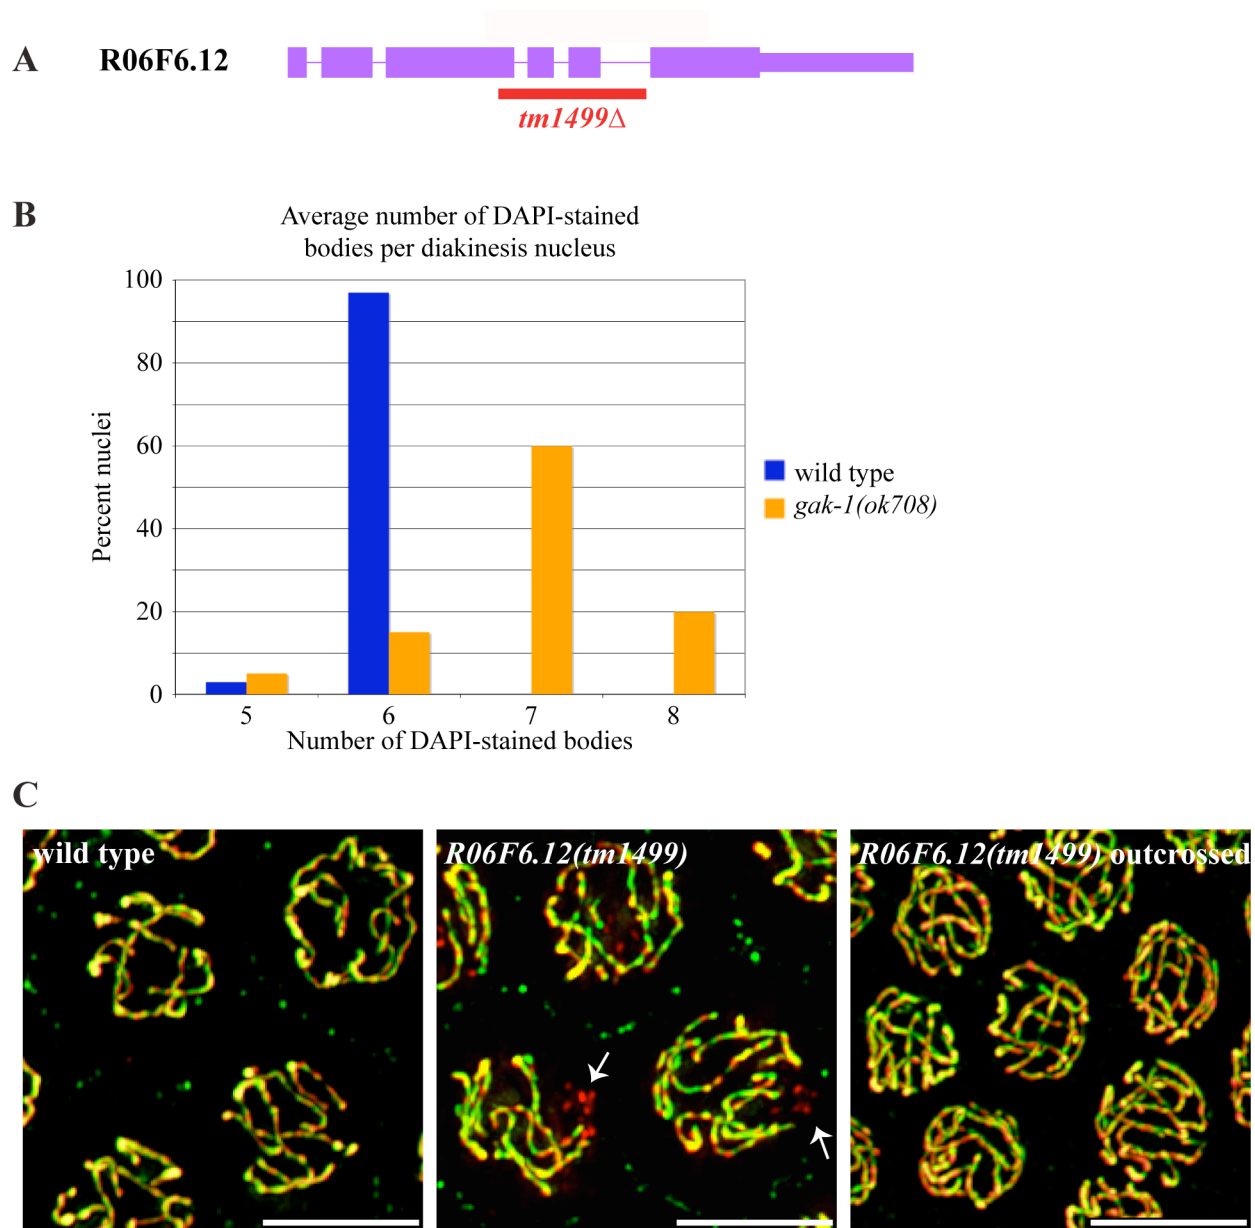 A
R06F6.12
tm1499Δ
B
Average number of DAPI-stained
bodies per diakinesis nucleus
100
80
60
40
20
0
Percent nuclei
5 6 7 8
Number of DAPI-stained bodies
wild type
gak-1(ok708)
C
wild type
R06F6.12(tm1499)
R06F6.12(tm1499) outcrossed